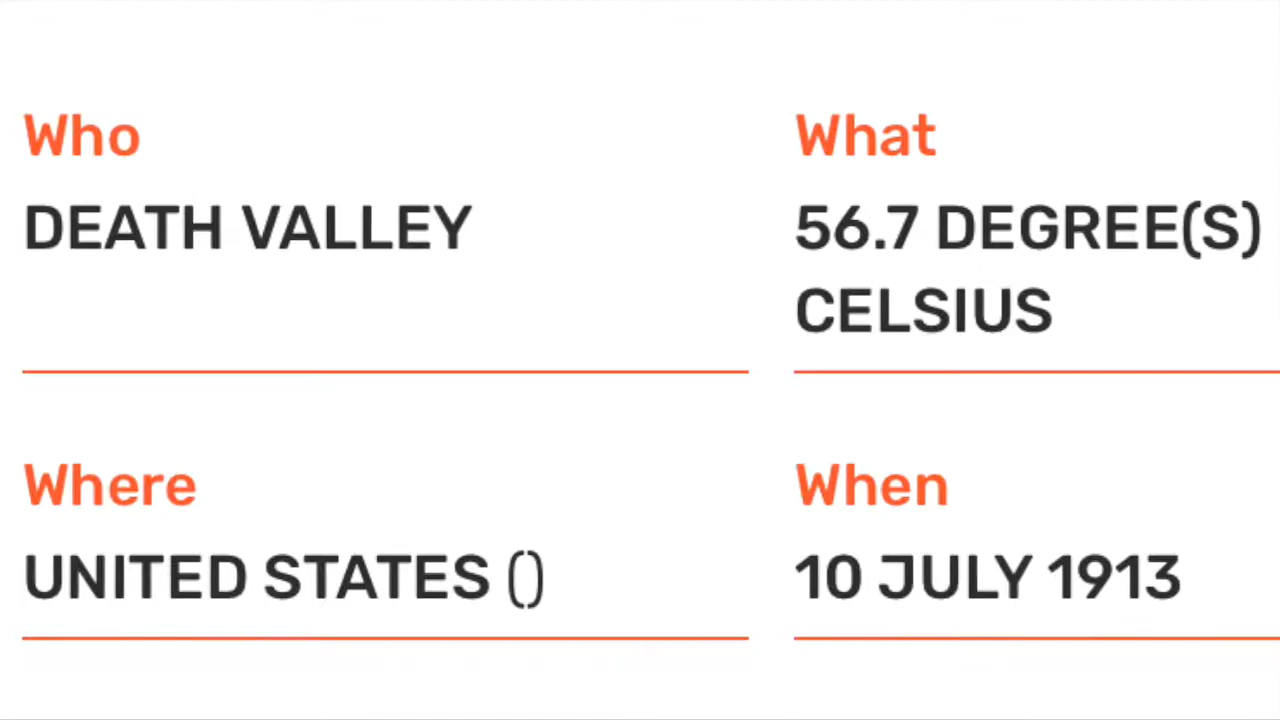 Who
DEATH VALLEY
What
56.7 DEGREE(S)
CELSIUS
Where
UNITED STATES ()
When
10 JULY 1913